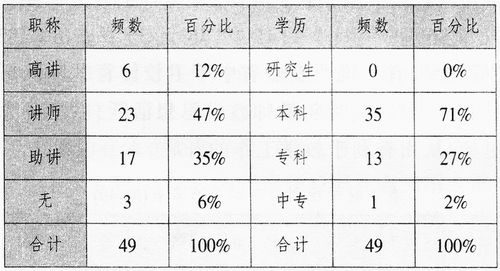 职称 频数 百分比 学历 频数 百分比
高讲 6 12% 研究生 0 0%
讲师 23 47% 本科 35 71%
助讲 17 35% 专科 13 27%
无 3 6% 中专 1 2%
合计 49 100% 合计 49 100%